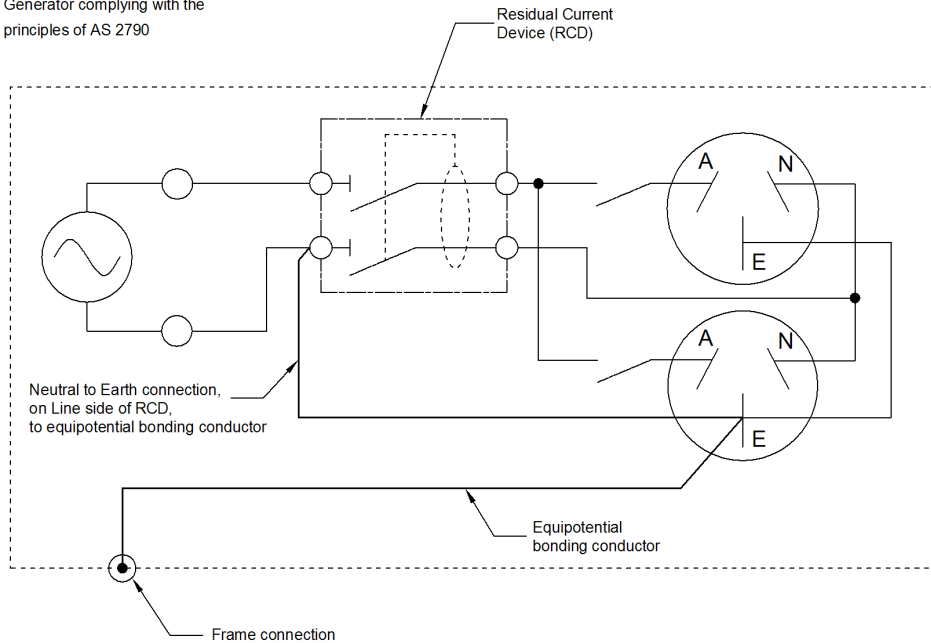 Generator complying with the
principles of AS 2790
Residual Current
Device (RCD)
A
N
E
A
N
E
Neutral to Earth connection,
on Line side of RCD,
to equipotential bonding conductor
Equipotential
bonding conductor
Frame connection